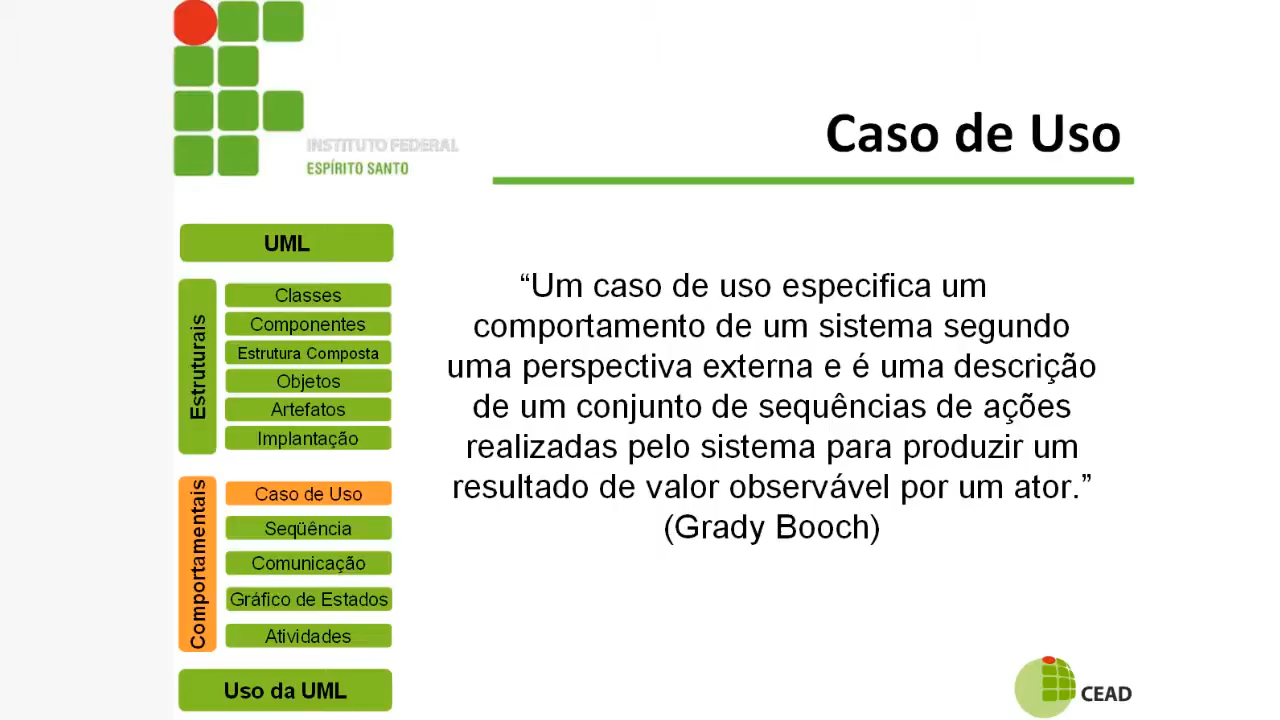 INSTITUTO FEDERAL
ESPÍRITO SANTO
Caso de Uso
UML
Estruturais
Classes
Componentes
Estrutura Composta
Objetos
Artefatos
Implantação
Comportamentais
Caso de Uso
Seqüência
Comunicação
Gráfico de Estados
Atividades
Uso da UML
“Um caso de uso especifica um
comportamento de um sistema segundo
uma perspectiva externa e é uma descrição
de um conjunto de sequências de ações
realizadas pelo sistema para produzir um
resultado de valor observável por um ator.”
(Grady Booch)
CEAD